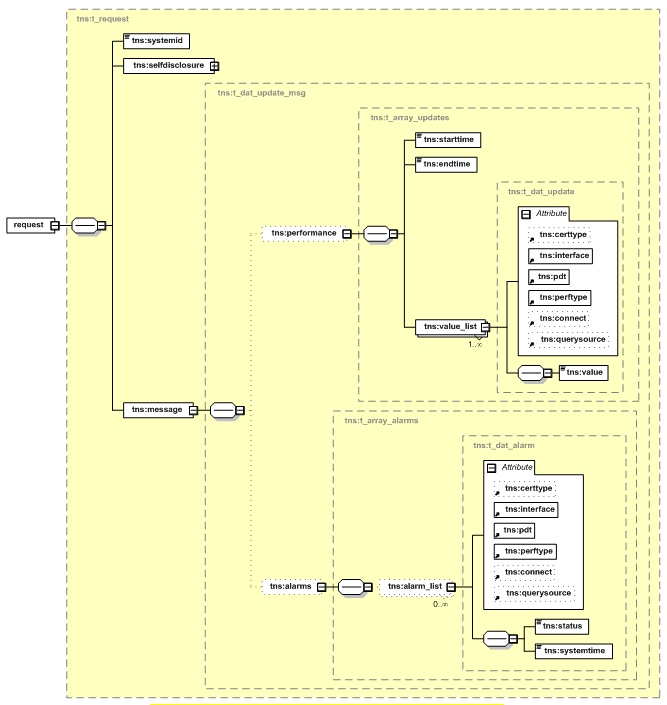 tns:t_request
tns:systemid
tns:selfdisclosure
tns:t_dat_update_msg
tns:t_array_updates
tns:starttime
tns:endtime
tns:t_dat_update
Attribute
request
tns:performance
tns:certtype
tns:interface
tns:pdt
tns:perftype
tns:connect
tns:querysource
tns:value_list
1..∞
tns:value
tns:message
tns:t_array_alarms
tns:t_dat_alarm
Attribute
tns:certtype
tns:interface
tns:pdt
tns:perftype
tns:connect
tns:querysource
tns:alarms
tns:alarm_list
0..∞
tns:status
tns:systemtime